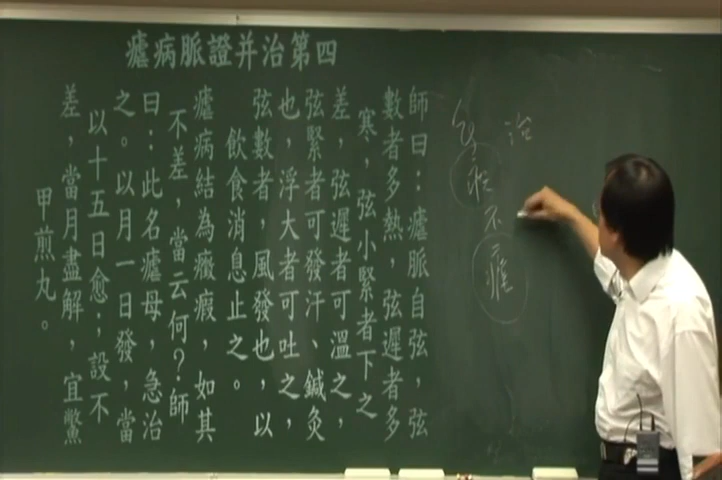 瘧病脈證并治第四
師曰：瘧脈自弦，弦
數者多熱，弦遲者多
寒，弦小緊者下之
差，弦遲者可溫之，
弦緊者可發汗、鍼灸
也，浮大者可吐之，
弦數者，風發也，以
飲食消息止之。
瘧病結為癥瘕，如其
不差，當云何？師
曰：此名瘧母，急治
之。以月一日發，當
以十五日愈；設不
差，當月盡解，宜鱉
甲煎丸。
治
不